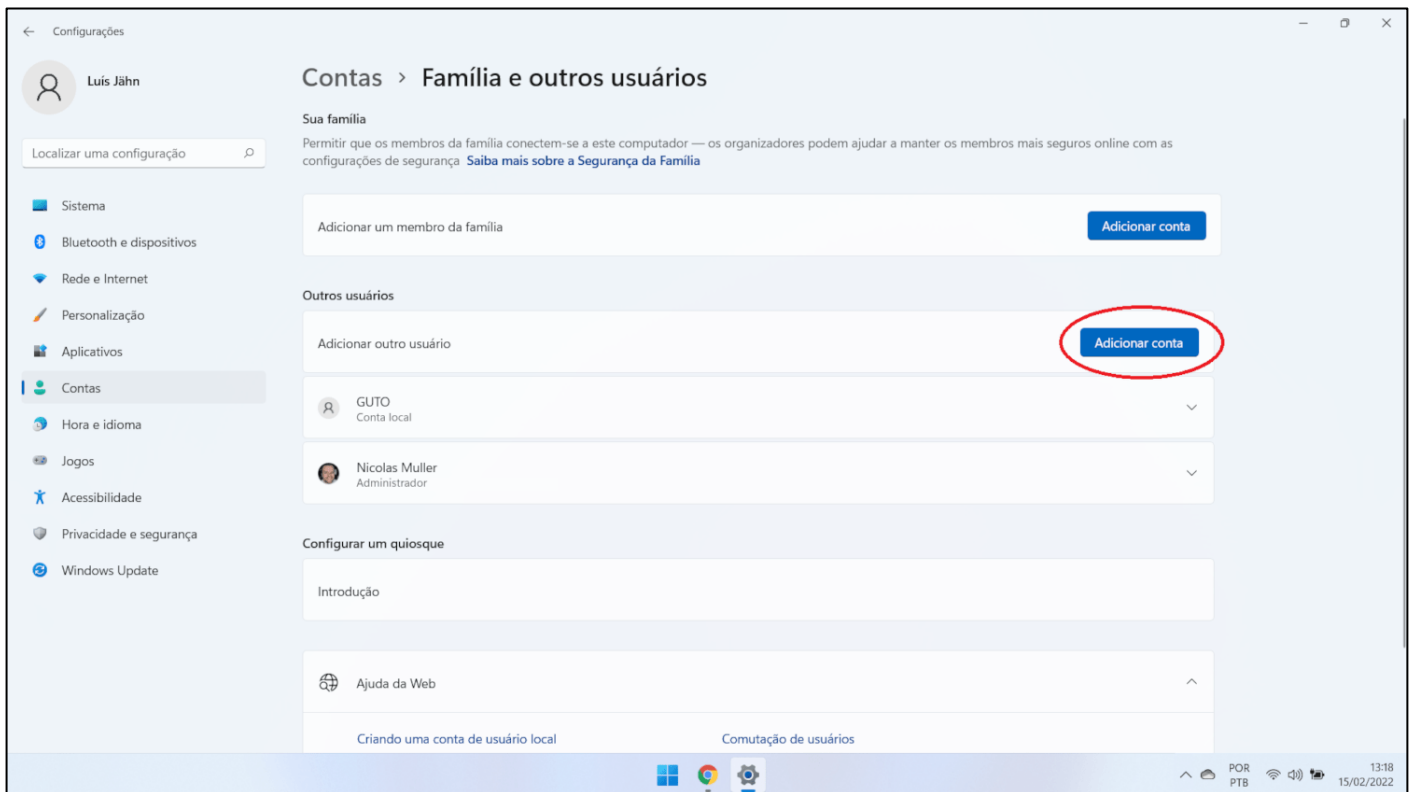 Configurações
Luís Jähn
Localizar uma configuração
Sistema
Bluetooth e dispositivos
Rede e Internet
Personalização
Aplicativos
Contas
Hora e idioma
Jogos
Acessibilidade
Privacidade e segurança
Windows Update
Contas > Família e outros usuários
Sua família
Permitir que os membros da família conectem-se a este computador — os organizadores podem ajudar a manter os membros mais seguros online com as
configurações de segurança Saiba mais sobre a Segurança da Família
Adicionar um membro da família
Adicionar conta
Outros usuários
Adicionar outro usuário
Adicionar conta
GUTO
Conta local
Nicolas Muller
Administrador
Configurar um quiosque
Introdução
Ajuda da Web
Criando uma conta de usuário local
Comutação de usuários
POR
PTB
13:18
15/02/2022